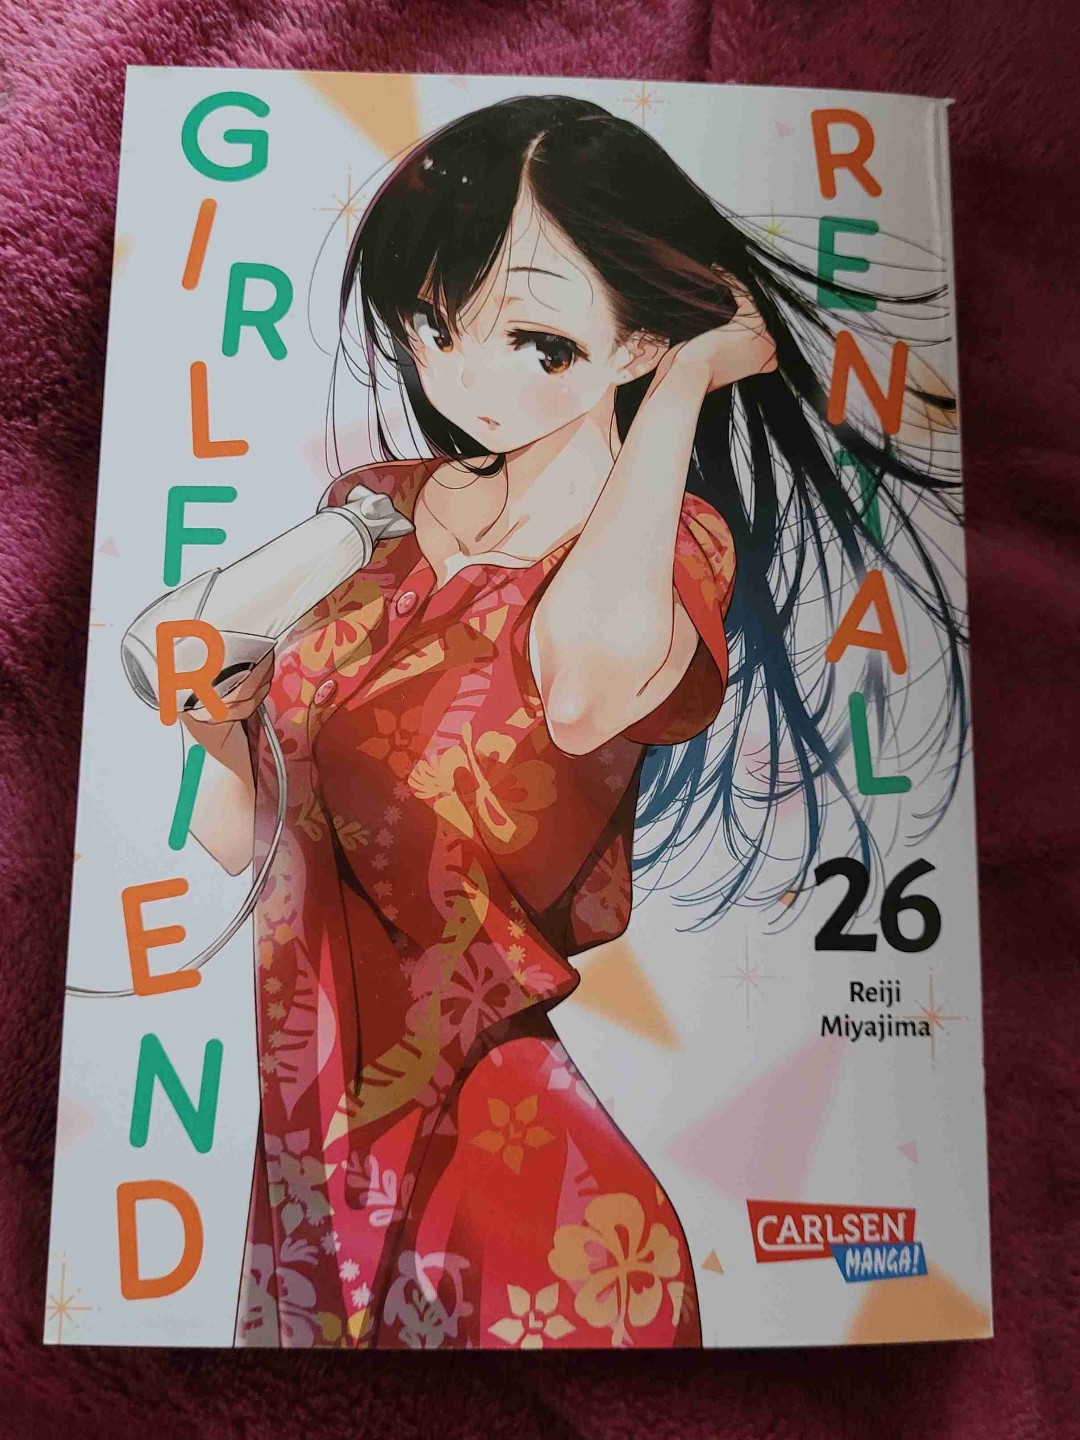 RENTAL
GIRLFRIEND
26
Reiji
Miyajima
CARLSEN
MANGA!